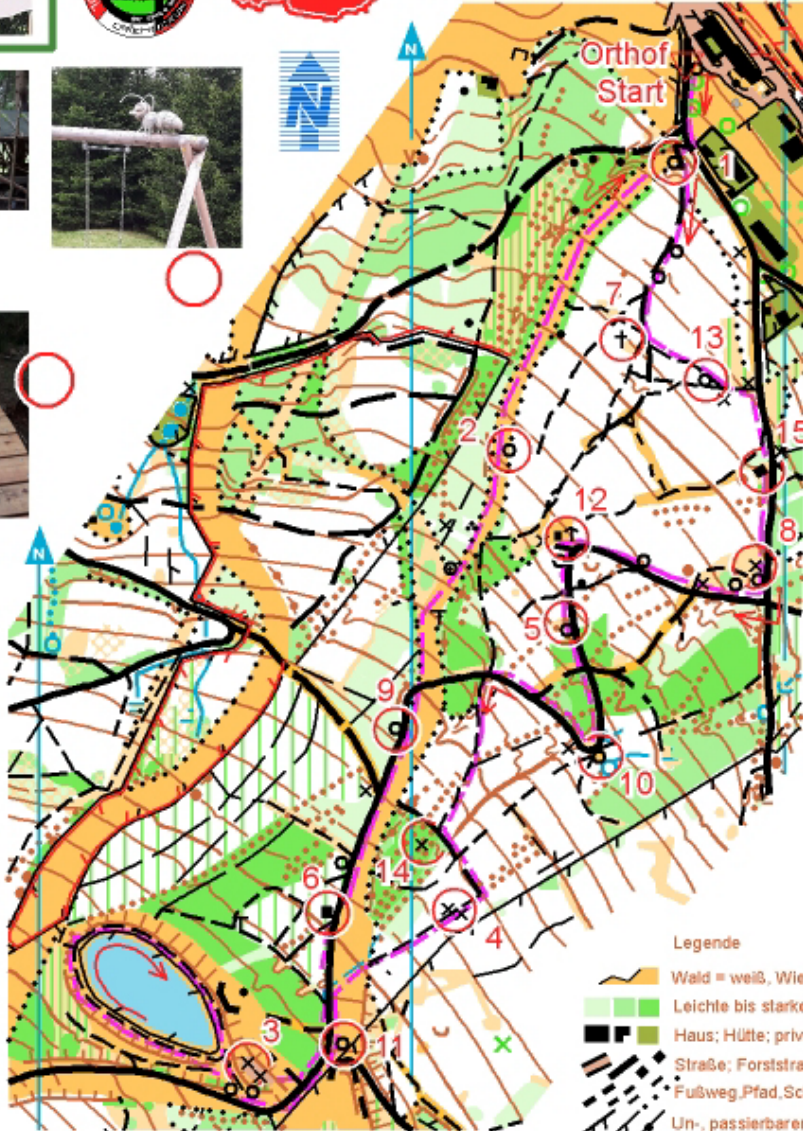 N
N
Orthof
Start
1
7
13
2
15
12
8
5
9
10
14
6
4
3
11
N
Legende
Wald = weiß, Wie
Leichte bis starke
Haus; Hütte; priv
Straße; Forststra
Fußweg,Pfad,Sc
Un-, passierbarer